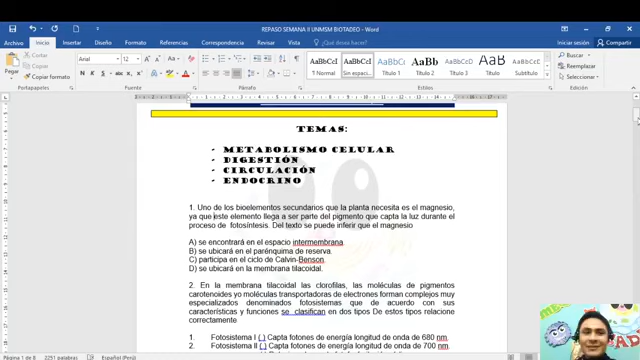 REPASO SEMANA II UNMSM BIOTADEO - Word
Archivo Inicio Insertar Diseño Formato Referencias Correspondencia Revisar Vista ¿Qué desea hacer? Iniciar sesión Compartir
Cortar
Copiar
Copiar formato
Pegar
Arial 12
AaBbCcI AaBbCcI AaBbC AaBb AaBbCcI AaB AaBbCcC
1 Normal Sin espaci... Título 1 Título 2 Título 3 Título Subtítulo
Buscar
Reemplazar
Seleccionar
Portapapeles Fuente Párrafo Estilos Edición
TEMAS:
- METABOLISMO CELULAR
- DIGESTIÓN
- CIRCULACIÓN
- ENDOCRINO
1. Uno de los bioelementos secundarios que la planta necesita es el magnesio,
ya que este elemento llega a ser parte del pigmento que capta la luz durante el
proceso de fotosíntesis. Del texto se puede inferir que el magnesio
A) se encontrará en el espacio intermembrana
B) se ubicará en el parénquima de reserva.
C) participa en el ciclo de Calvin-Benson.
D) se ubicará en la membrana tilacoidal.
2. En la membrana tilacoidal las clorofilas, las moléculas de pigmentos
carotenoides y/o moléculas transportadoras de electrones forman complejos muy
especializados denominados fotosistemas que de acuerdo con sus
características y funciones se clasifican en dos tipos De estos tipos relacione
correctamente
1. Fotosistema I ( ) Capta fotones de energía longitud de onda de 680 nm.
2. Fotosistema II ( ) Capta fotones de energía longitud de onda de 700 nm.
3251 palabras Español (Perú)